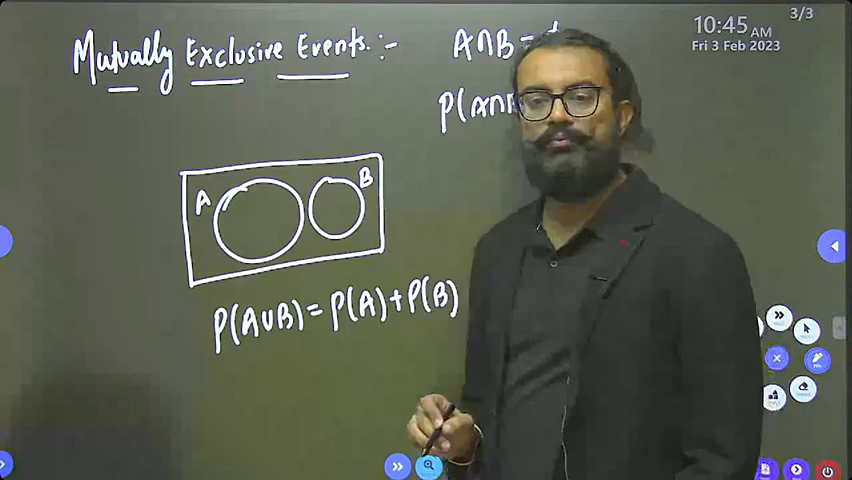 Mutually Exclusive Events :-
A∩B =
P(A∩
A
B
P(A∪B) = P(A) + P(B)
10:45 AM
Fri 3 Feb 2023
3/3